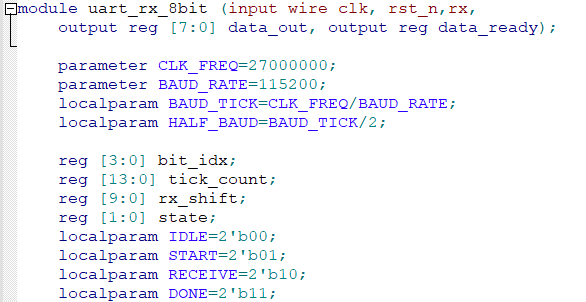 module uart_rx_8bit (input wire clk, rst_n,rx,
output reg [7:0] data_out, output reg data_ready);
parameter CLK_FREQ=27000000;
parameter BAUD_RATE=115200;
localparam BAUD_TICK=CLK_FREQ/BAUD_RATE;
localparam HALF_BAUD=BAUD_TICK/2;
reg [3:0] bit_idx;
reg [13:0] tick_count;
reg [9:0] rx_shift;
reg [1:0] state;
localparam IDLE=2'b00;
localparam START=2'b01;
localparam RECEIVE=2'b10;
localparam DONE=2'b11;